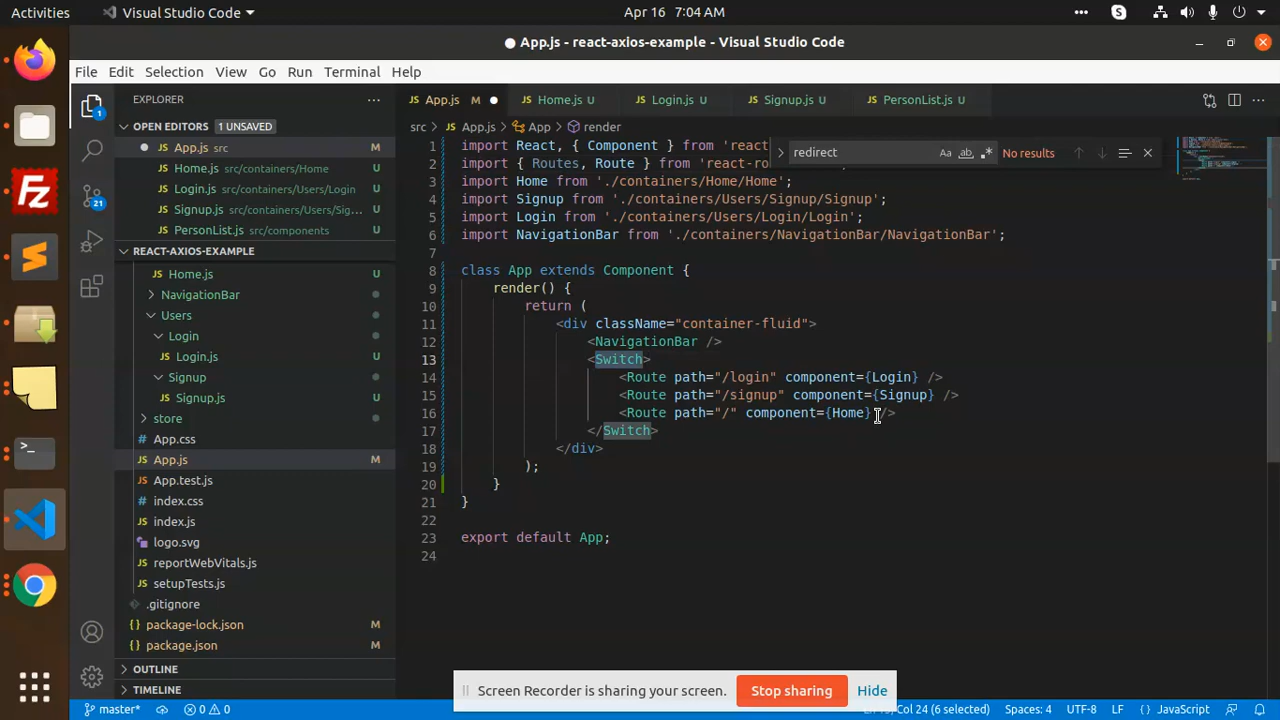 Activities
Visual Studio Code
Apr 16 7:04 AM
App.js - react-axios-example - Visual Studio Code
File Edit Selection View Go Run Terminal Help
EXPLORER
App.js M
Home.js U
Login.js U
Signup.js U
PersonList.js U
src App.js App render
OPEN EDITORS 1 UNSAVED
App.js src M
Home.js src/containers/Home U
Login.js src/containers/Users/Login U
Signup.js src/containers/Users/Sig... U
PersonList.js src/components U
REACT-AXIOS-EXAMPLE
Home.js U
NavigationBar
Users
Login
Login.js U
Signup
Signup.js U
store
App.css
App.js M
App.test.js
index.css
index.js
logo.svg
reportWebVitals.js
setupTests.js
.gitignore
package-lock.json M
package.json M
OUTLINE
TIMELINE
1
23
redirect Aa ab No results
1 import React, { Component } from 'react
2 import { Routes, Route } from 'react-ro
3 import Home from './containers/Home/Home';
4 import Signup from './containers/Users/Signup/Signup';
5 import Login from './containers/Users/Login/Login';
6 import NavigationBar from './containers/NavigationBar/NavigationBar';
7
8 class App extends Component {
9 render() {
10 return (
11 <div className="container-fluid">
12 <NavigationBar />
13 <Switch>
14 <Route path="/login" component={Login} />
15 <Route path="/signup" component={Signup} />
16 <Route path="/" component={Home} />
17 </Switch>
18 </div>
19 );
20 }
21 }
22
23 export default App;
24
Screen Recorder is sharing your screen. Stop sharing Hide
master* 0 0
Col 24 (6 selected) Spaces: 4 UTF-8 LF {} JavaScript